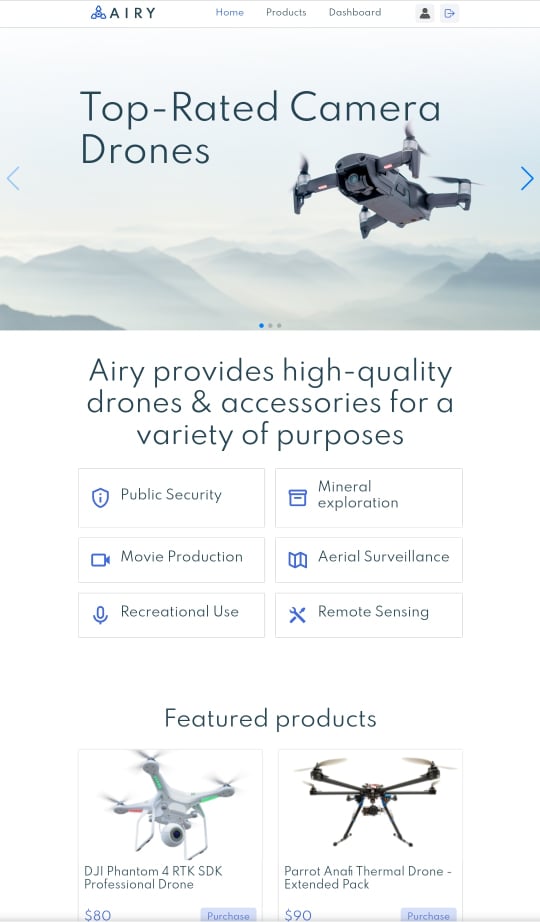 AIRY
Home Products Dashboard
Top-Rated Camera
Drones
Airy provides high-quality
drones & accessories for a
variety of purposes
Public Security
Mineral
exploration
Movie Production
Aerial Surveillance
Recreational Use
Remote Sensing
Featured products
DJI Phantom 4 RTK SDK
Professional Drone
$80 Purchase
Parrot Anafi Thermal Drone -
Extended Pack
$90 Purchase